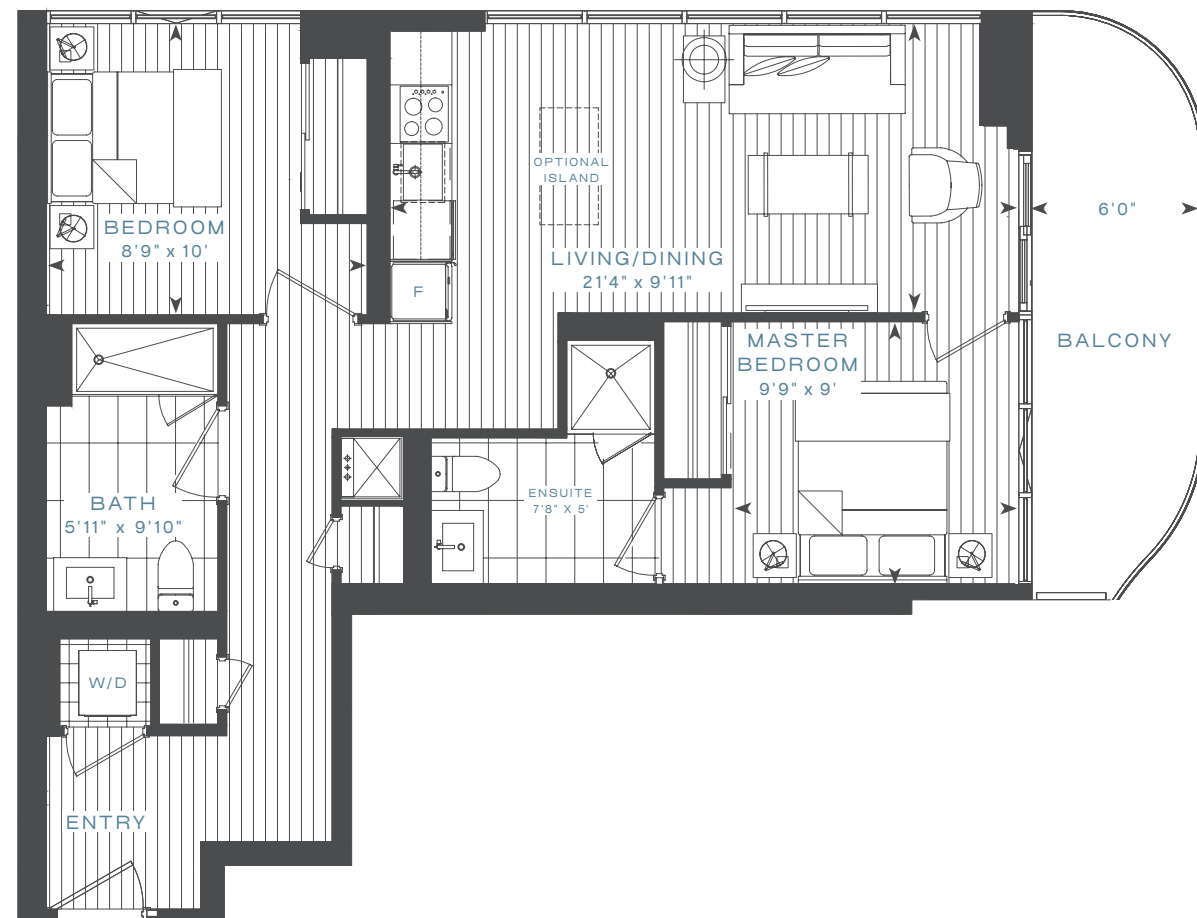 OPTIONAL
ISLAND
6'0"
BEDROOM
8'9" x 10'
LIVING/DINING
21'4" x 9'11"
F
MASTER
BEDROOM
9'9" x 9'
BALCONY
BATH
5'11" x 9'10"
ENSUITE
7'8" X 5'
W/D
ENTRY